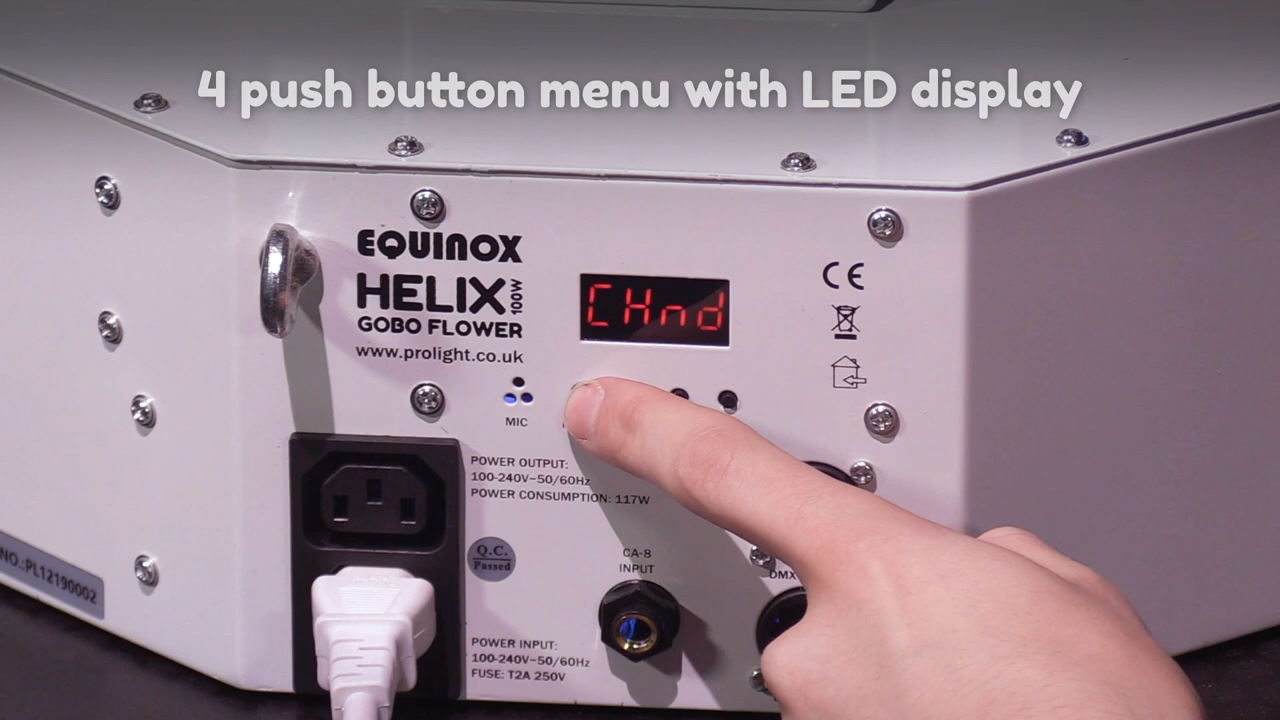 4 push button menu with LED display
EQUINOX
HELIX 100W
GOBO FLOWER
www.prolight.co.uk
CHnd
CE
MIC
POWER OUTPUT:
100-240V~50/60Hz
POWER CONSUMPTION: 117W
Q.C.
Passed
CA-8
INPUT
DMX
NO.:PL12190002
POWER INPUT:
100-240V~50/60Hz
FUSE: T2A 250V